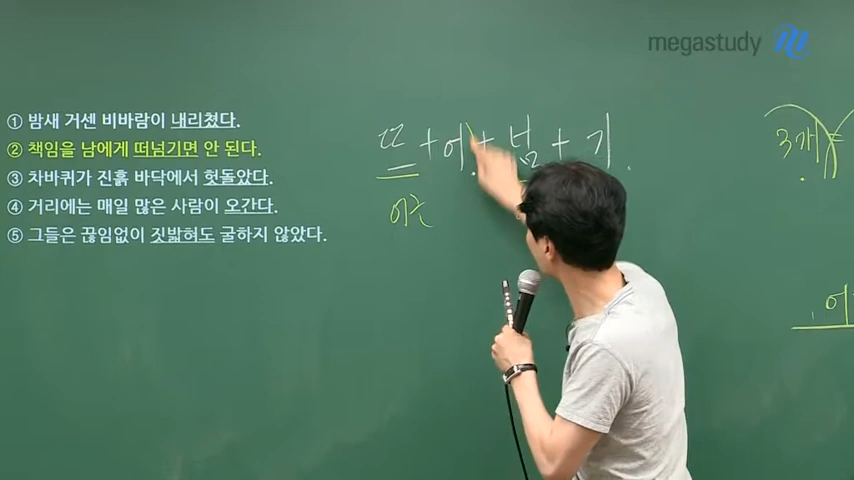 megastudy
① 밤새 거센 비바람이 내리쳤다.
② 책임을 남에게 떠넘기면 안 된다.
③ 차바퀴가 진흙 바닥에서 헛돌았다.
④ 거리에는 매일 많은 사람이 오간다.
⑤ 그들은 끊임없이 짓밟혀도 굴하지 않았다.
뜨 + 어 + 넘 + 기
어근
3개 =
어